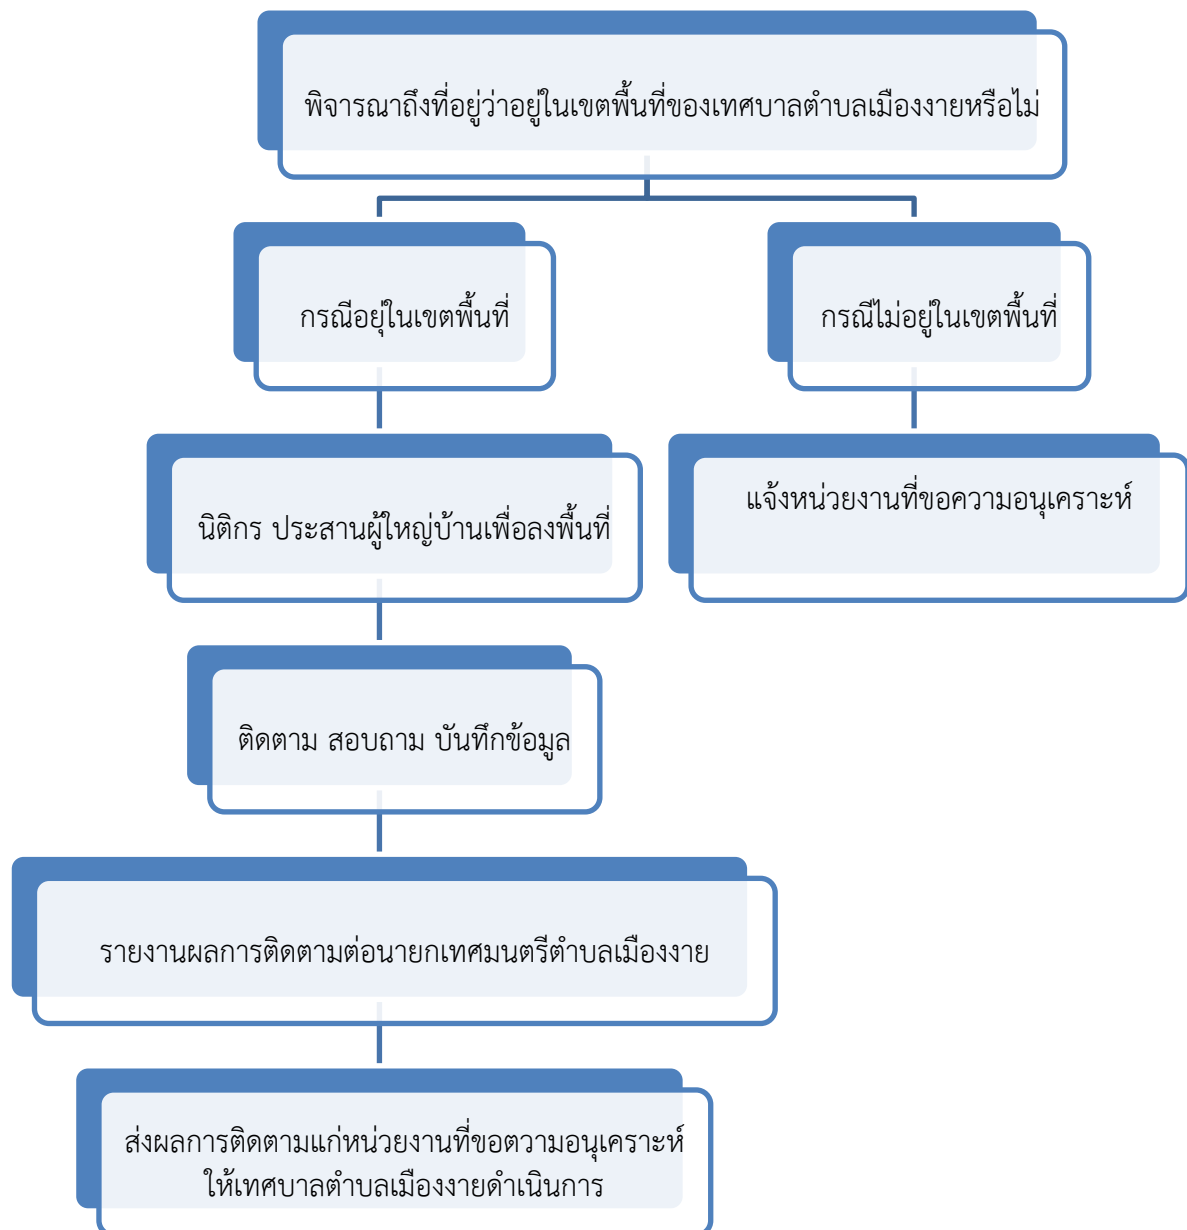 พิจารณาถึงที่อยู่ว่าอยู่ในเขตพื้นที่ของเทศบาลตำบลเมืองงายหรือไม่
กรณีอยุ่ในเขตพื้นที่
กรณีไม่อยู่ในเขตพื้นที่
นิติกร ประสานผู้ใหญ่บ้านเพื่อลงพื้นที่
แจ้งหน่วยงานที่ขอความอนุเคราะห์
ติดตาม สอบถาม บันทึกข้อมูล
รายงานผลการติดตามต่อนายกเทศมนตรีตำบลเมืองงาย
ส่งผลการติดตามแก่หน่วยงานที่ขอตวามอนุเคราะห์
ให้เทศบาลตำบลเมืองงายดำเนินการ